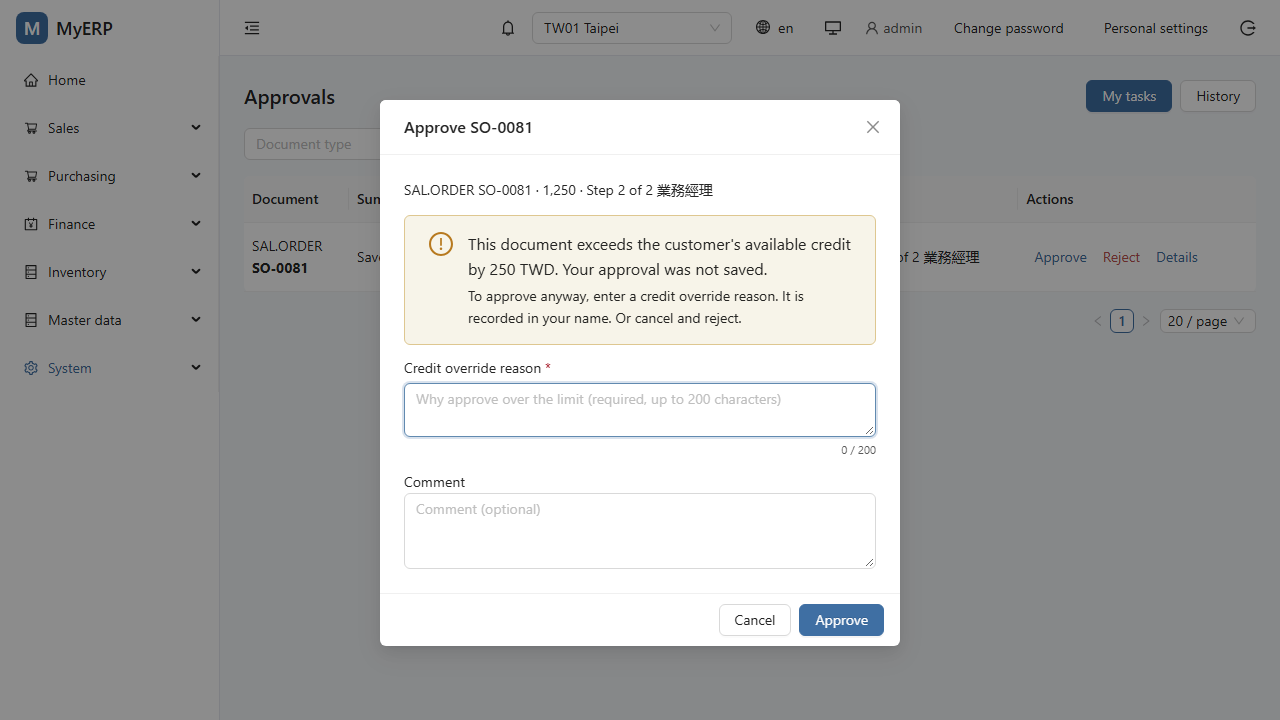 M MyERP
TW01 Taipei
en
admin
Change password
Personal settings
Home
Sales
Purchasing
Finance
Inventory
Master data
System
Approvals
My tasks
History
Document type
Document
Actions
SAL.ORDER
SO-0081
of 2 業務經理
Approve
Reject
Details
1
20 / page
Approve SO-0081
SAL.ORDER SO-0081 · 1,250 · Step 2 of 2 業務經理
This document exceeds the customer's available credit
by 250 TWD. Your approval was not saved.
To approve anyway, enter a credit override reason. It is
recorded in your name. Or cancel and reject.
Credit override reason *
Why approve over the limit (required, up to 200 characters)
0 / 200
Comment
Comment (optional)
Cancel
Approve